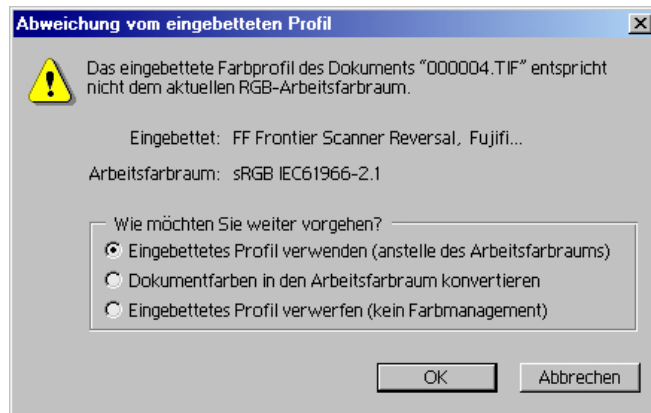 Abweichung vom eingebetteten Profil
Das eingebettete Farbprofil des Dokuments "000004.TIF" entspricht
nicht dem aktuellen RGB-Arbeitsfarbraum.
Eingebettet: FF Frontier Scanner Reversal, Fujifi...
Arbeitsfarbraum: sRGB IEC61966-2.1
Wie möchten Sie weiter vorgehen?
Eingebettetes Profil verwenden (anstelle des Arbeitsfarbraums)
Dokumentfarben in den Arbeitsfarbraum konvertieren
Eingebettetes Profil verwerfen (kein Farbmanagement)
OK Abbrechen